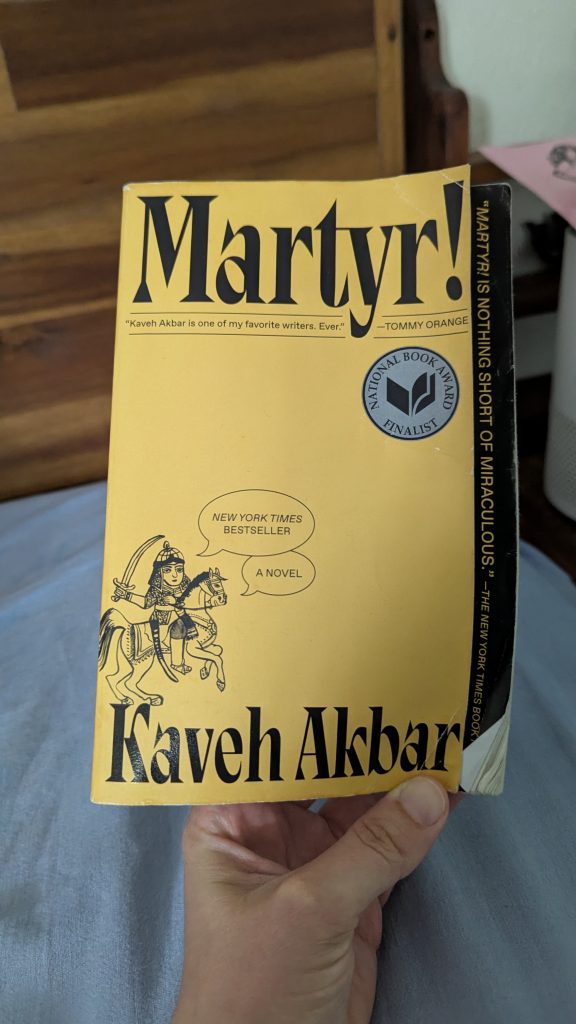 Martyr!
“Kaveh Akbar is one of my favorite writers. Ever.” —TOMMY ORANGE
NATIONAL BOOK AWARD
FINALIST
NEW YORK TIMES
BESTSELLER
A NOVEL
Kaveh Akbar
“MARTYR! IS NOTHING SHORT OF MIRACULOUS.” —THE NEW YORK TIMES BOOK